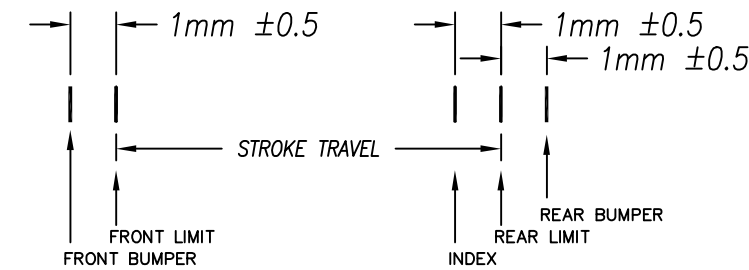 1mm ±0.5
1mm ±0.5
1mm ±0.5
STROKE TRAVEL
REAR BUMPER
FRONT LIMIT
REAR LIMIT
FRONT BUMPER
INDEX